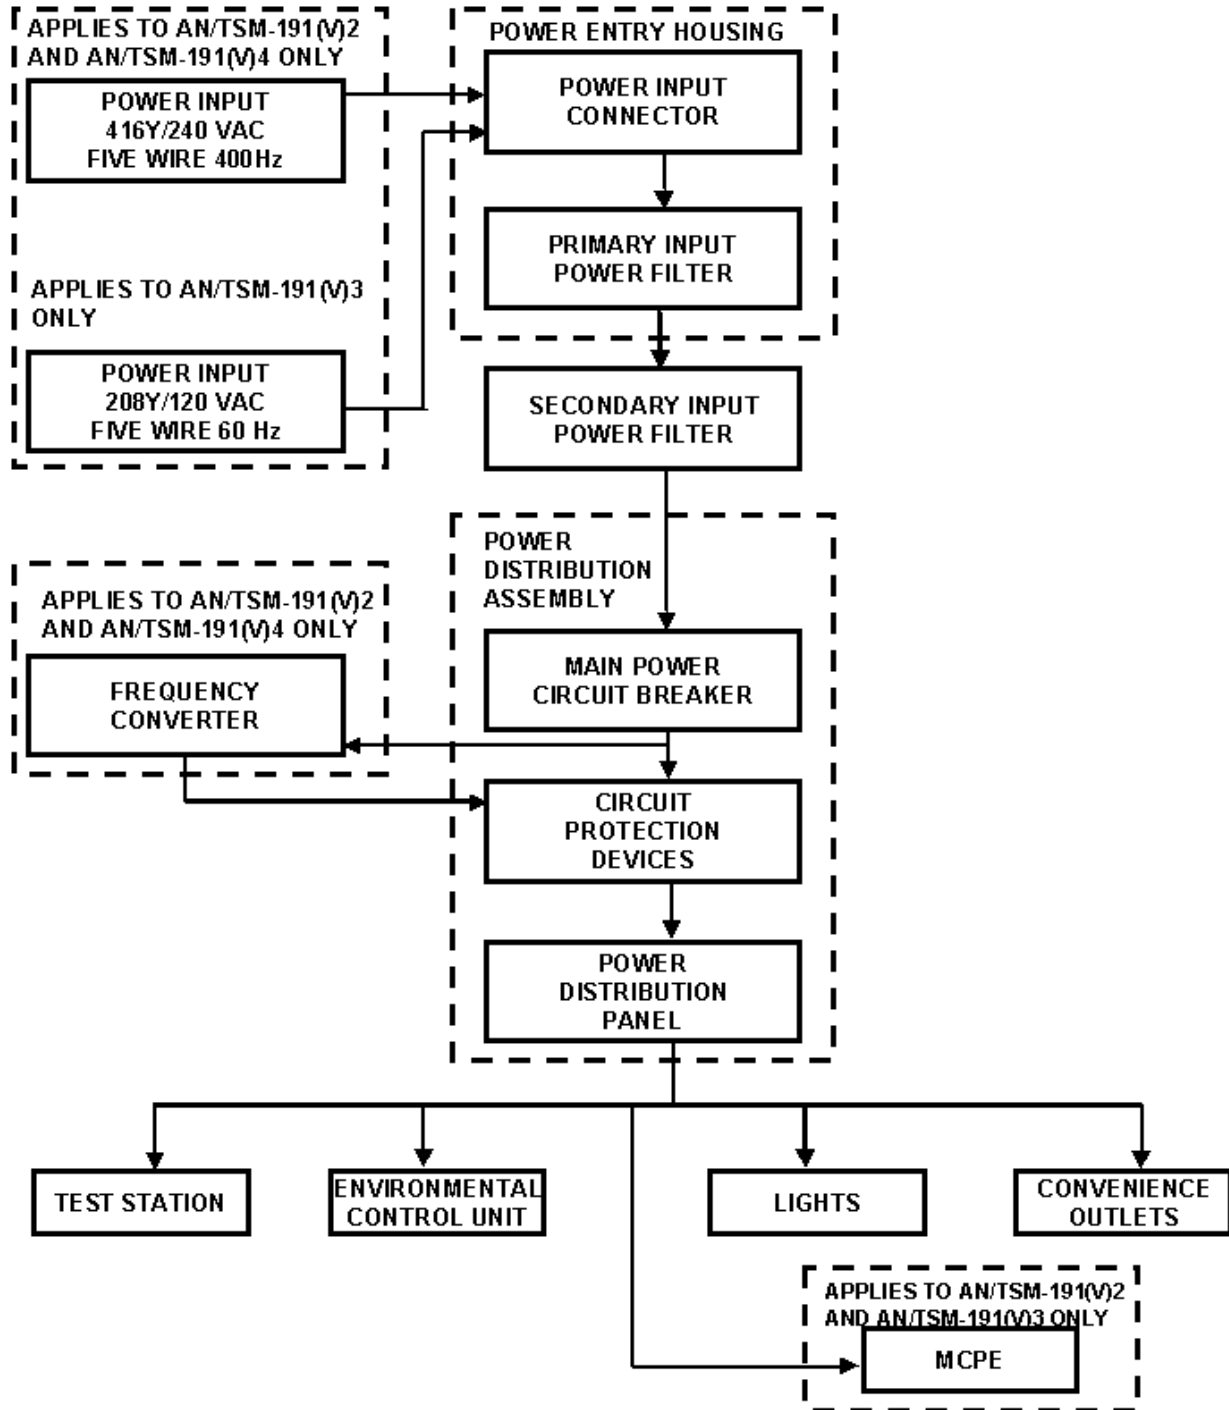 APPLIES TO AN/TSM-191(V)2
AND AN/TSM-191(V)4 ONLY
POWER INPUT
416Y/240 VAC
FIVE WIRE 400Hz
APPLIES TO AN/TSM-191(V)3
ONLY
POWER INPUT
208Y/120 VAC
FIVE WIRE 60 Hz
POWER ENTRY HOUSING
POWER INPUT
CONNECTOR
PRIMARY INPUT
POWER FILTER
SECONDARY INPUT
POWER FILTER
POWER
DISTRIBUTION
ASSEMBLY
MAIN POWER
CIRCUIT BREAKER
APPLIES TO AN/TSM-191(V)2
AND AN/TSM-191(V)4 ONLY
FREQUENCY
CONVERTER
CIRCUIT
PROTECTION
DEVICES
POWER
DISTRIBUTION
PANEL
TEST STATION
ENVIRONMENTAL
CONTROL UNIT
LIGHTS
CONVENIENCE
OUTLETS
APPLIES TO AN/TSM-191(V)2
AND AN/TSM-191(V)3 ONLY
MCPE